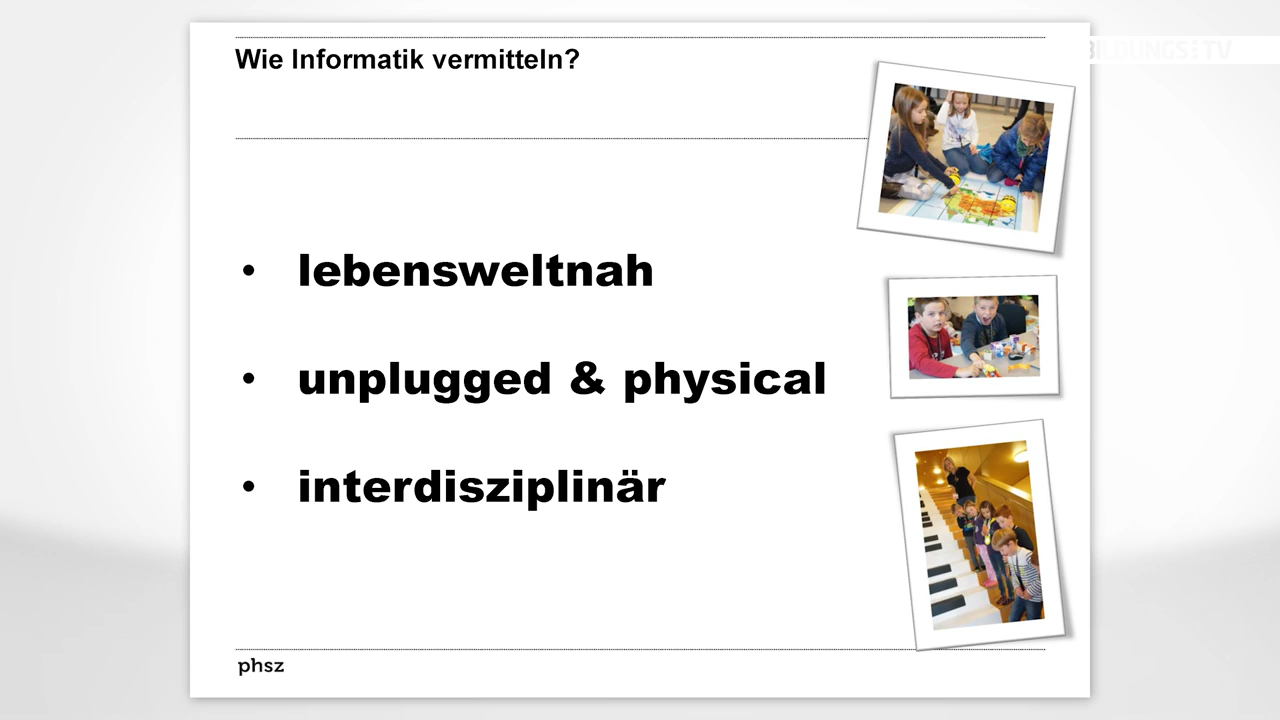 BILDUNGS:TV
Wie Informatik vermitteln?
• lebensweltnah
• unplugged & physical
• interdisziplinär
phsz